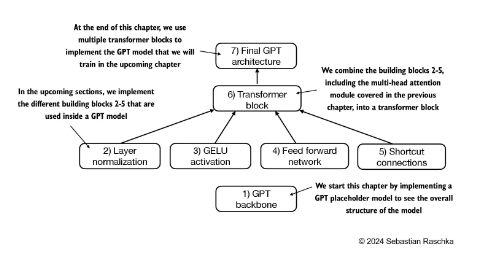 At the end of this chapter, we use
multiple transformer blocks to
implement the GPT model that we will
train in the upcoming chapter
7) Final GPT
architecture
We combine the building blocks 2-5,
including the multi-head attention
module covered in the previous
chapter, into a transformer block
6) Transformer
block
In the upcoming sections, we implement
the different building blocks 2-5 that are
used inside a GPT model
2) Layer
normalization
3) GELU
activation
4) Feed forward
network
5) Shortcut
connections
1) GPT
backbone
We start this chapter by implementing a
GPT placeholder model to see the overall
structure of the model
© 2024 Sebastian Raschka